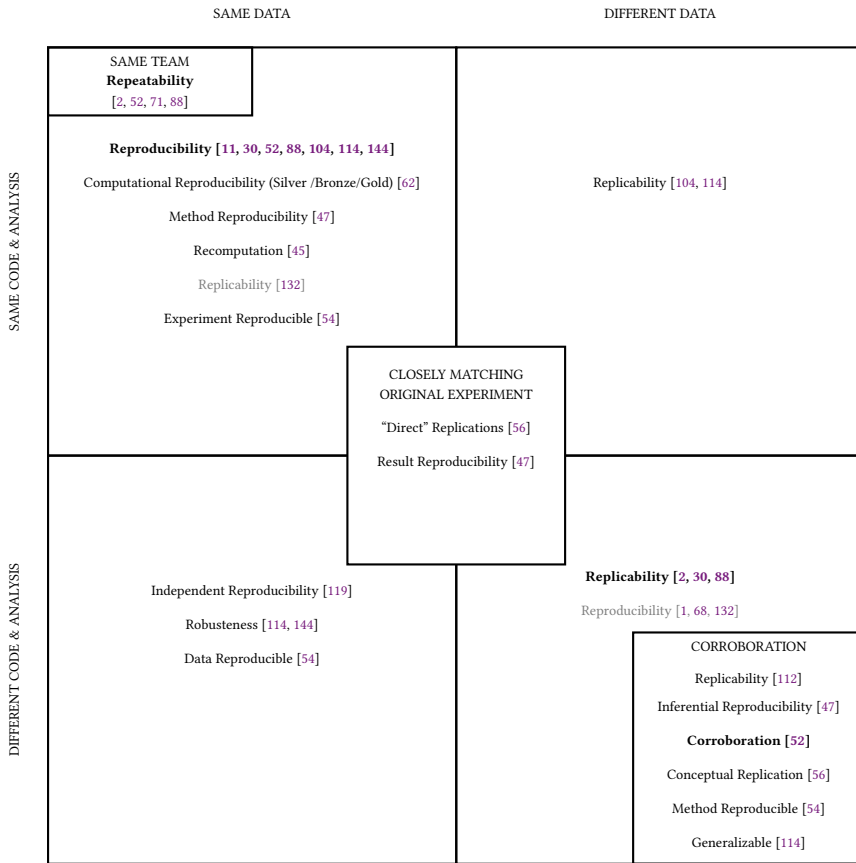 SAME DATA
DIFFERENT DATA
SAME CODE & ANALYSIS
SAME TEAM
Repeatability
[2, 52, 71, 88]
Reproducibility [11, 30, 52, 88, 104, 114, 144]
Computational Reproducibility (Silver /Bronze/Gold) [62]
Method Reproducibility [47]
Recomputation [45]
Replicability [132]
Experiment Reproducible [54]
Replicability [104, 114]
CLOSELY MATCHING
ORIGINAL EXPERIMENT
“Direct” Replications [56]
Result Reproducibility [47]
DIFFERENT CODE & ANALYSIS
Independent Reproducibility [119]
Robusteness [114, 144]
Data Reproducible [54]
Replicability [2, 30, 88]
Reproducibility [1, 68, 132]
CORROBORATION
Replicability [112]
Inferential Reproducibility [47]
Corroboration [52]
Conceptual Replication [56]
Method Reproducible [54]
Generalizable [114]